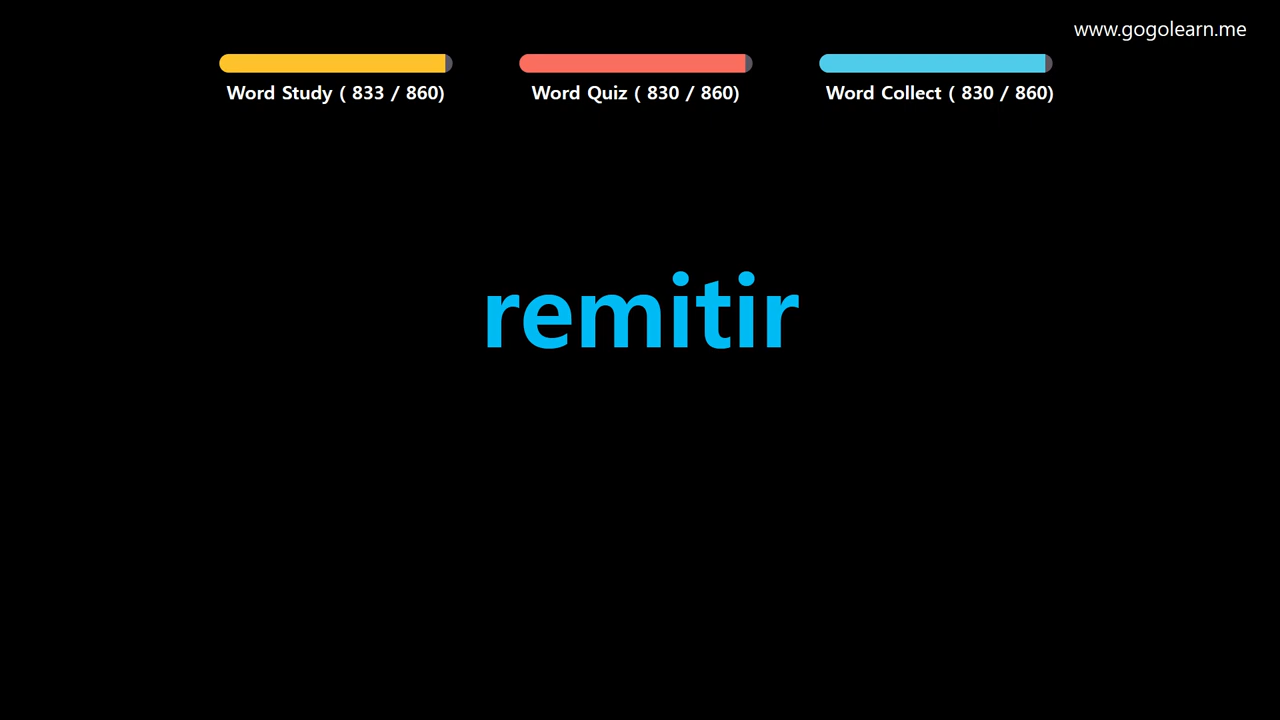 www.gogolearn.me
Word Study ( 833 / 860)
Word Quiz ( 830 / 860)
Word Collect ( 830 / 860)
remitir